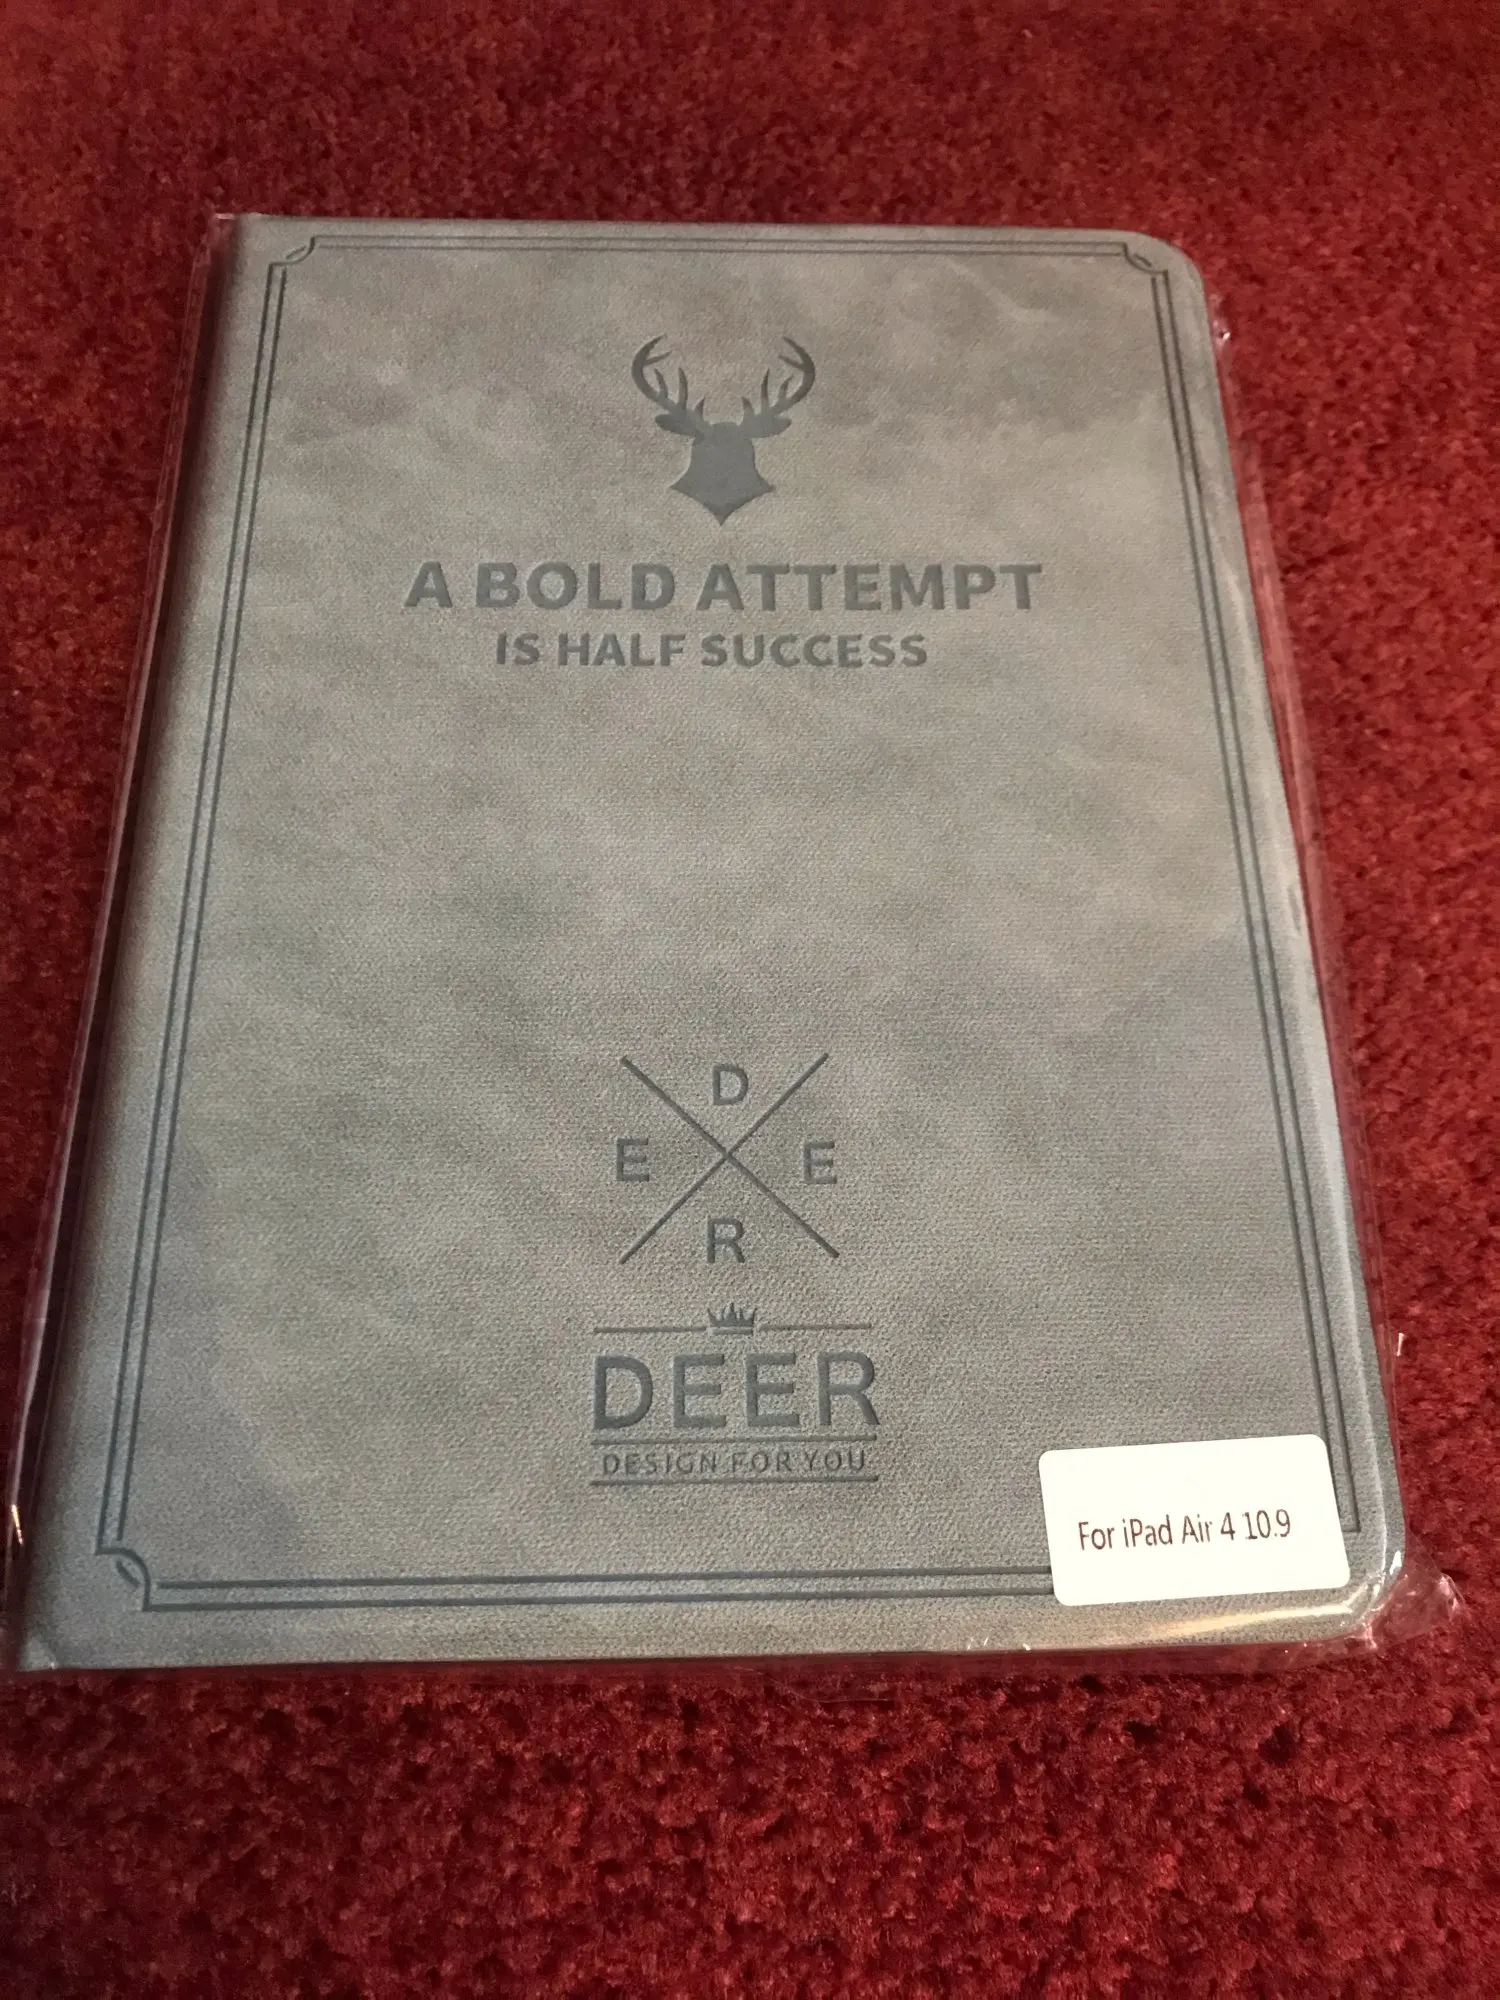 A BOLD ATTEMPT
IS HALF SUCCESS
D
E E
R
DEER
DESIGN FOR YOU
For iPad Air 4 10.9